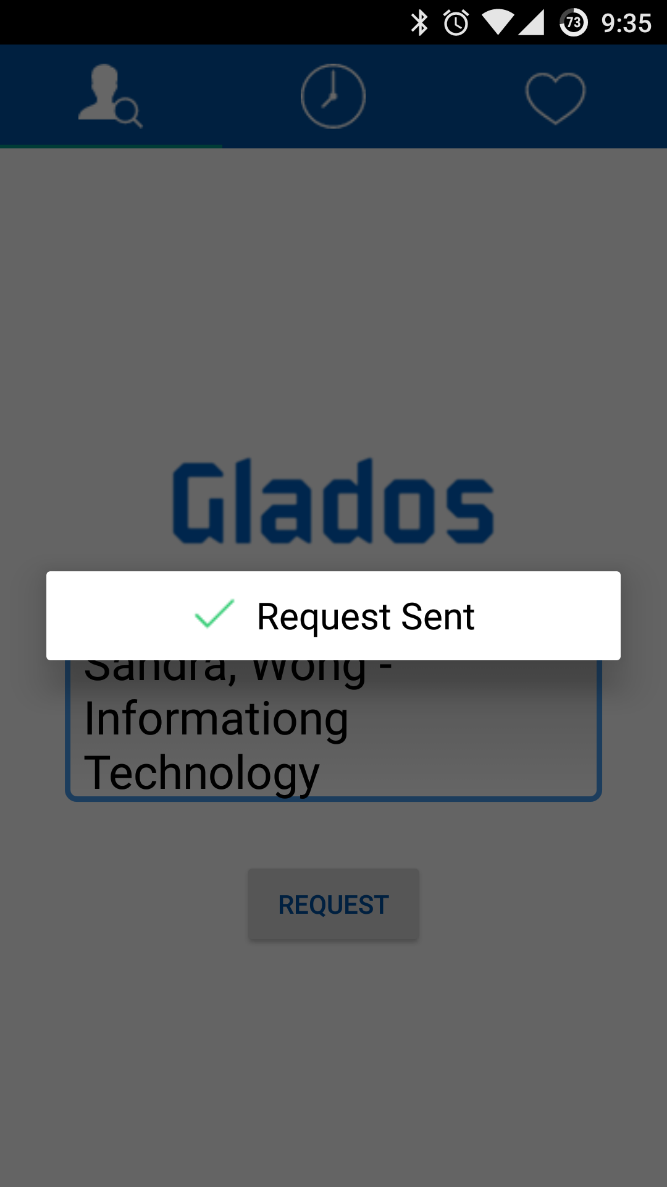 73 9:35
Glados
Request Sent
Sandra, Wong -
Informationg
Technology
REQUEST